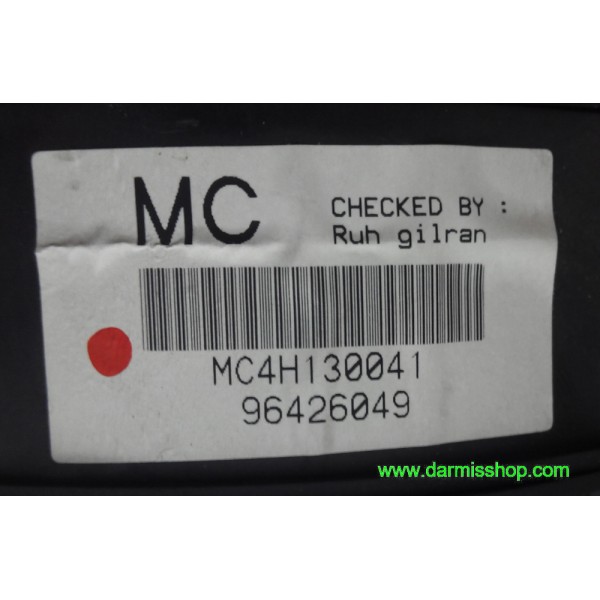 MC
CHECKED BY :
Ruh gilran
MC4H130041
96426049
www.darmisshop.com